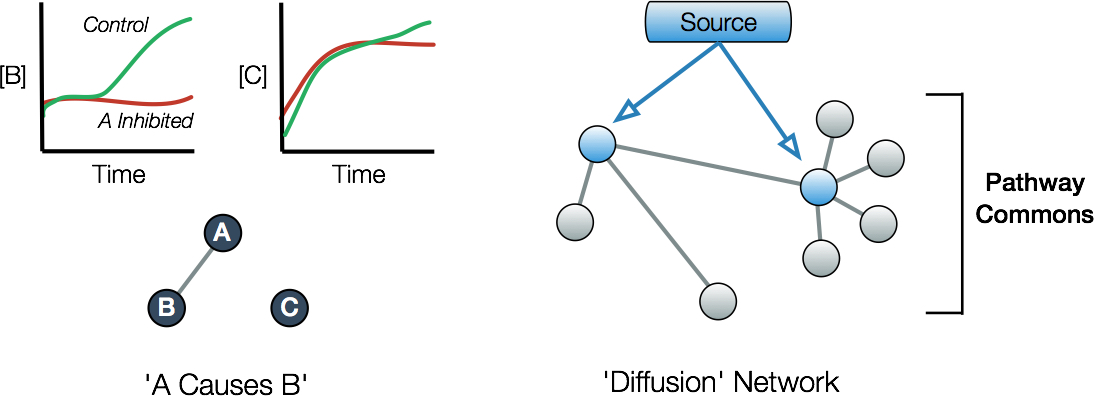 Control
[B]
A Inhibited
Time
[C]
Time
A
B
C
'A Causes B'
Source
Pathway
Commons
'Diffusion' Network